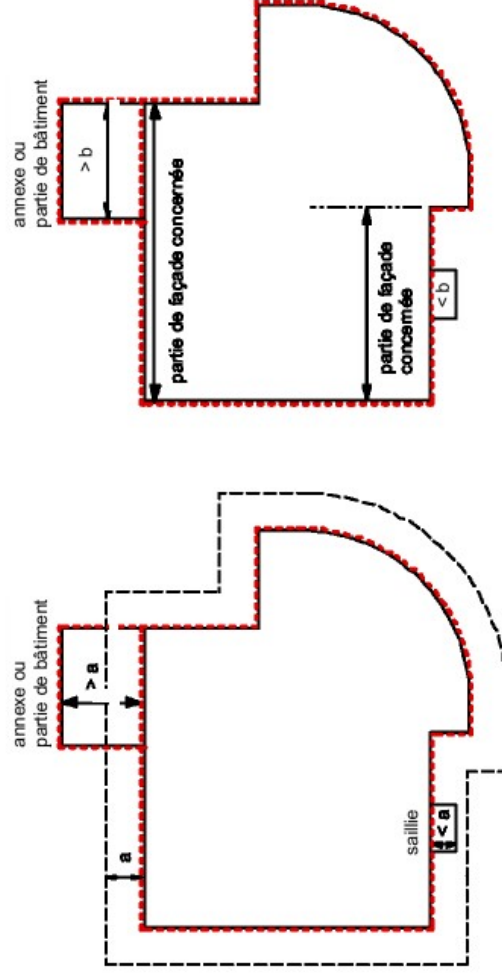 annexe ou
partie de bâtiment
> a
a
saillie
< a
annexe ou
partie de bâtiment
> b
partie de façade concernée
partie de façade
concernée
< b